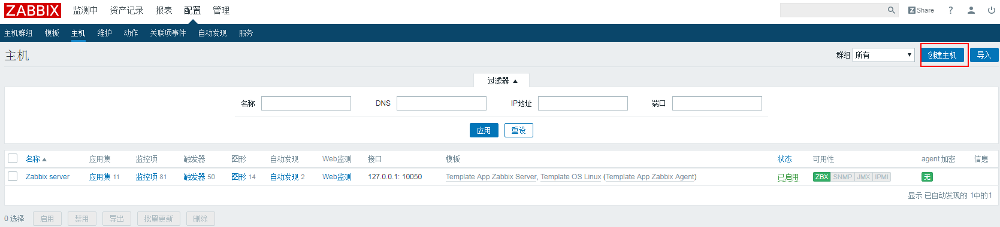 ZABBIX 监测中 资产记录 报表 配置 管理 Z Share ?
主机群组 模板 主机 维护 动作 关联项事件 自动发现 服务
主机 群组 所有 创建主机 导入
过滤器
名称 DNS IP地址 端口
应用 重设
名称 应用集 监控项 触发器 图形 自动发现 Web监测 接口 模板 状态 可用性 agent 加密 信息
Zabbix server 应用集 11 监控项 81 触发器 50 图形 14 自动发现 2 Web监测 127.0.0.1: 10050 Template App Zabbix Server, Template OS Linux (Template App Zabbix Agent) 已启用 ZBX SNMP JMX IPMI 无
显示 已自动发现的 1中的1
0 选择 启用 禁用 导出 批量更新 删除